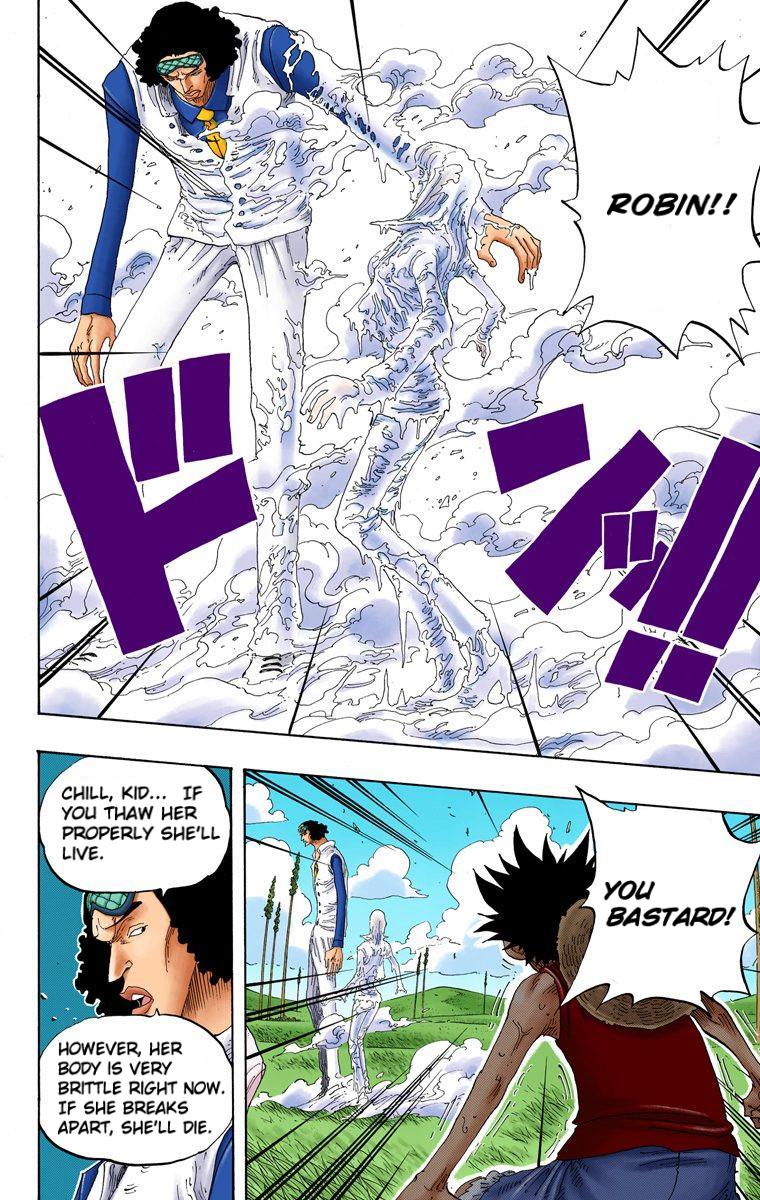 ROBIN!!
ドン!!
CHILL, KID... IF
YOU THAW HER
PROPERLY SHE'LL
LIVE.
HOWEVER, HER
BODY IS VERY
BRITTLE RIGHT NOW.
IF SHE BREAKS
APART, SHE'LL DIE.
YOU
BASTARD!